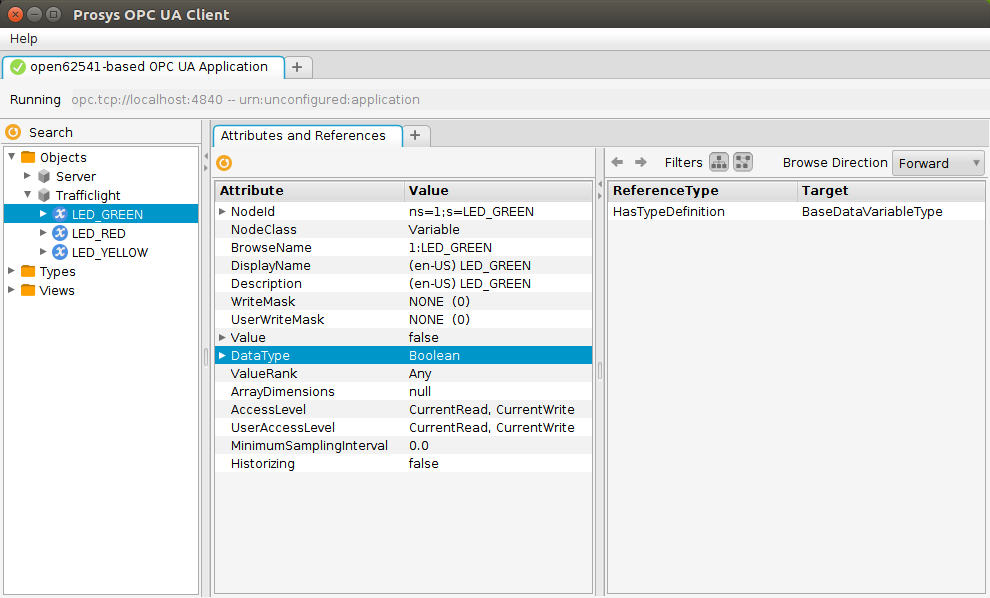 Prosys OPC UA Client
Help
open62541-based OPC UA Application +
Running opc.tcp://localhost:4840 -- urn:unconfigured:application
Search
Objects
Server
Trafficlight
LED_GREEN
LED_RED
LED_YELLOW
Types
Views
Attributes and References +
Attribute Value
NodeId ns=1;s=LED_GREEN
NodeClass Variable
BrowseName 1:LED_GREEN
DisplayName (en-US) LED_GREEN
Description (en-US) LED_GREEN
WriteMask NONE (0)
UserWriteMask NONE (0)
Value false
DataType Boolean
ValueRank Any
ArrayDimensions null
AccessLevel CurrentRead, CurrentWrite
UserAccessLevel CurrentRead, CurrentWrite
MinimumSamplingInterval 0.0
Historizing false
Filters Browse Direction Forward
ReferenceType Target
HasTypeDefinition BaseDataVariableType